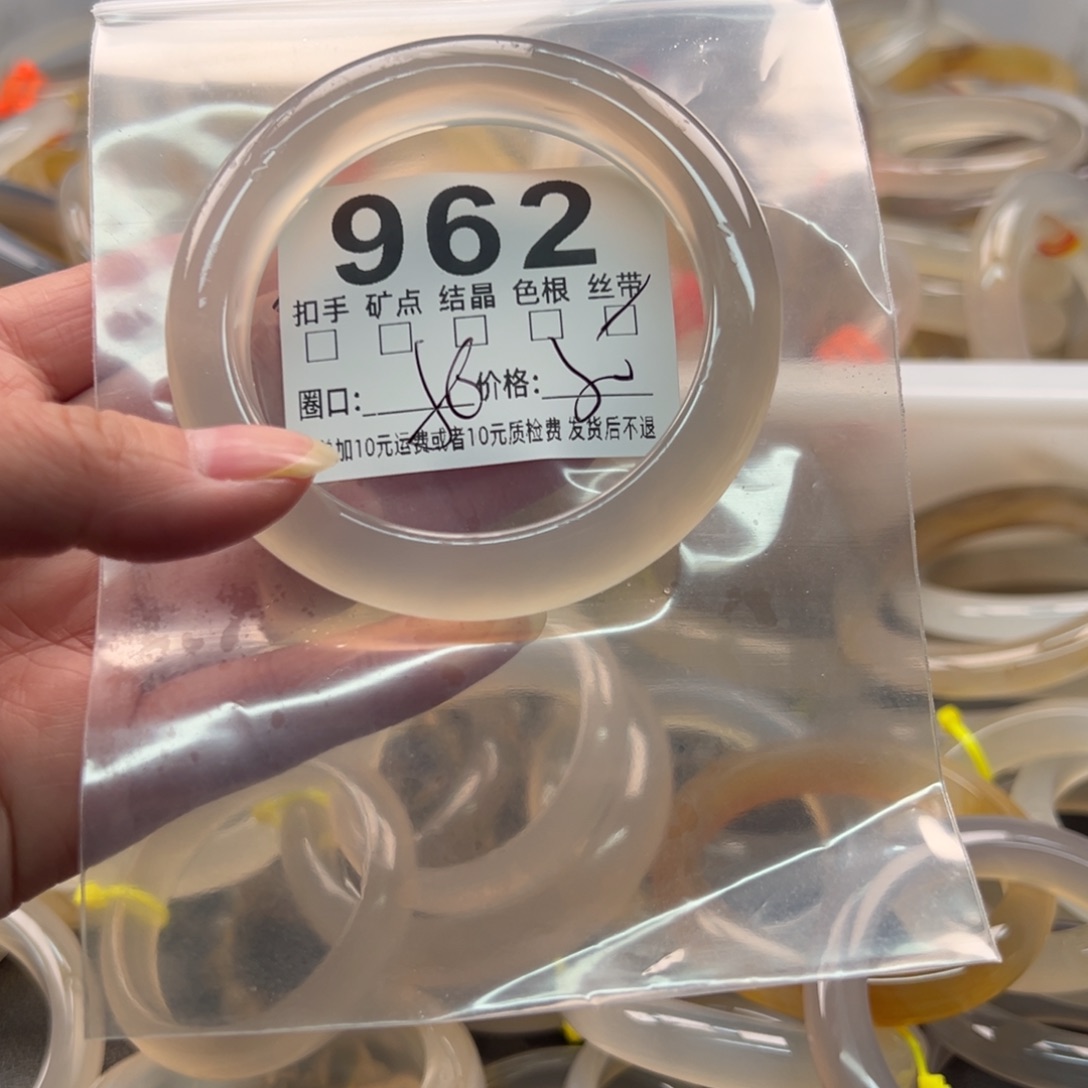 962
扣手 矿点 结晶 色根 丝带
圈口: 价格:
加10元运费或者10元质检费 发货后不退